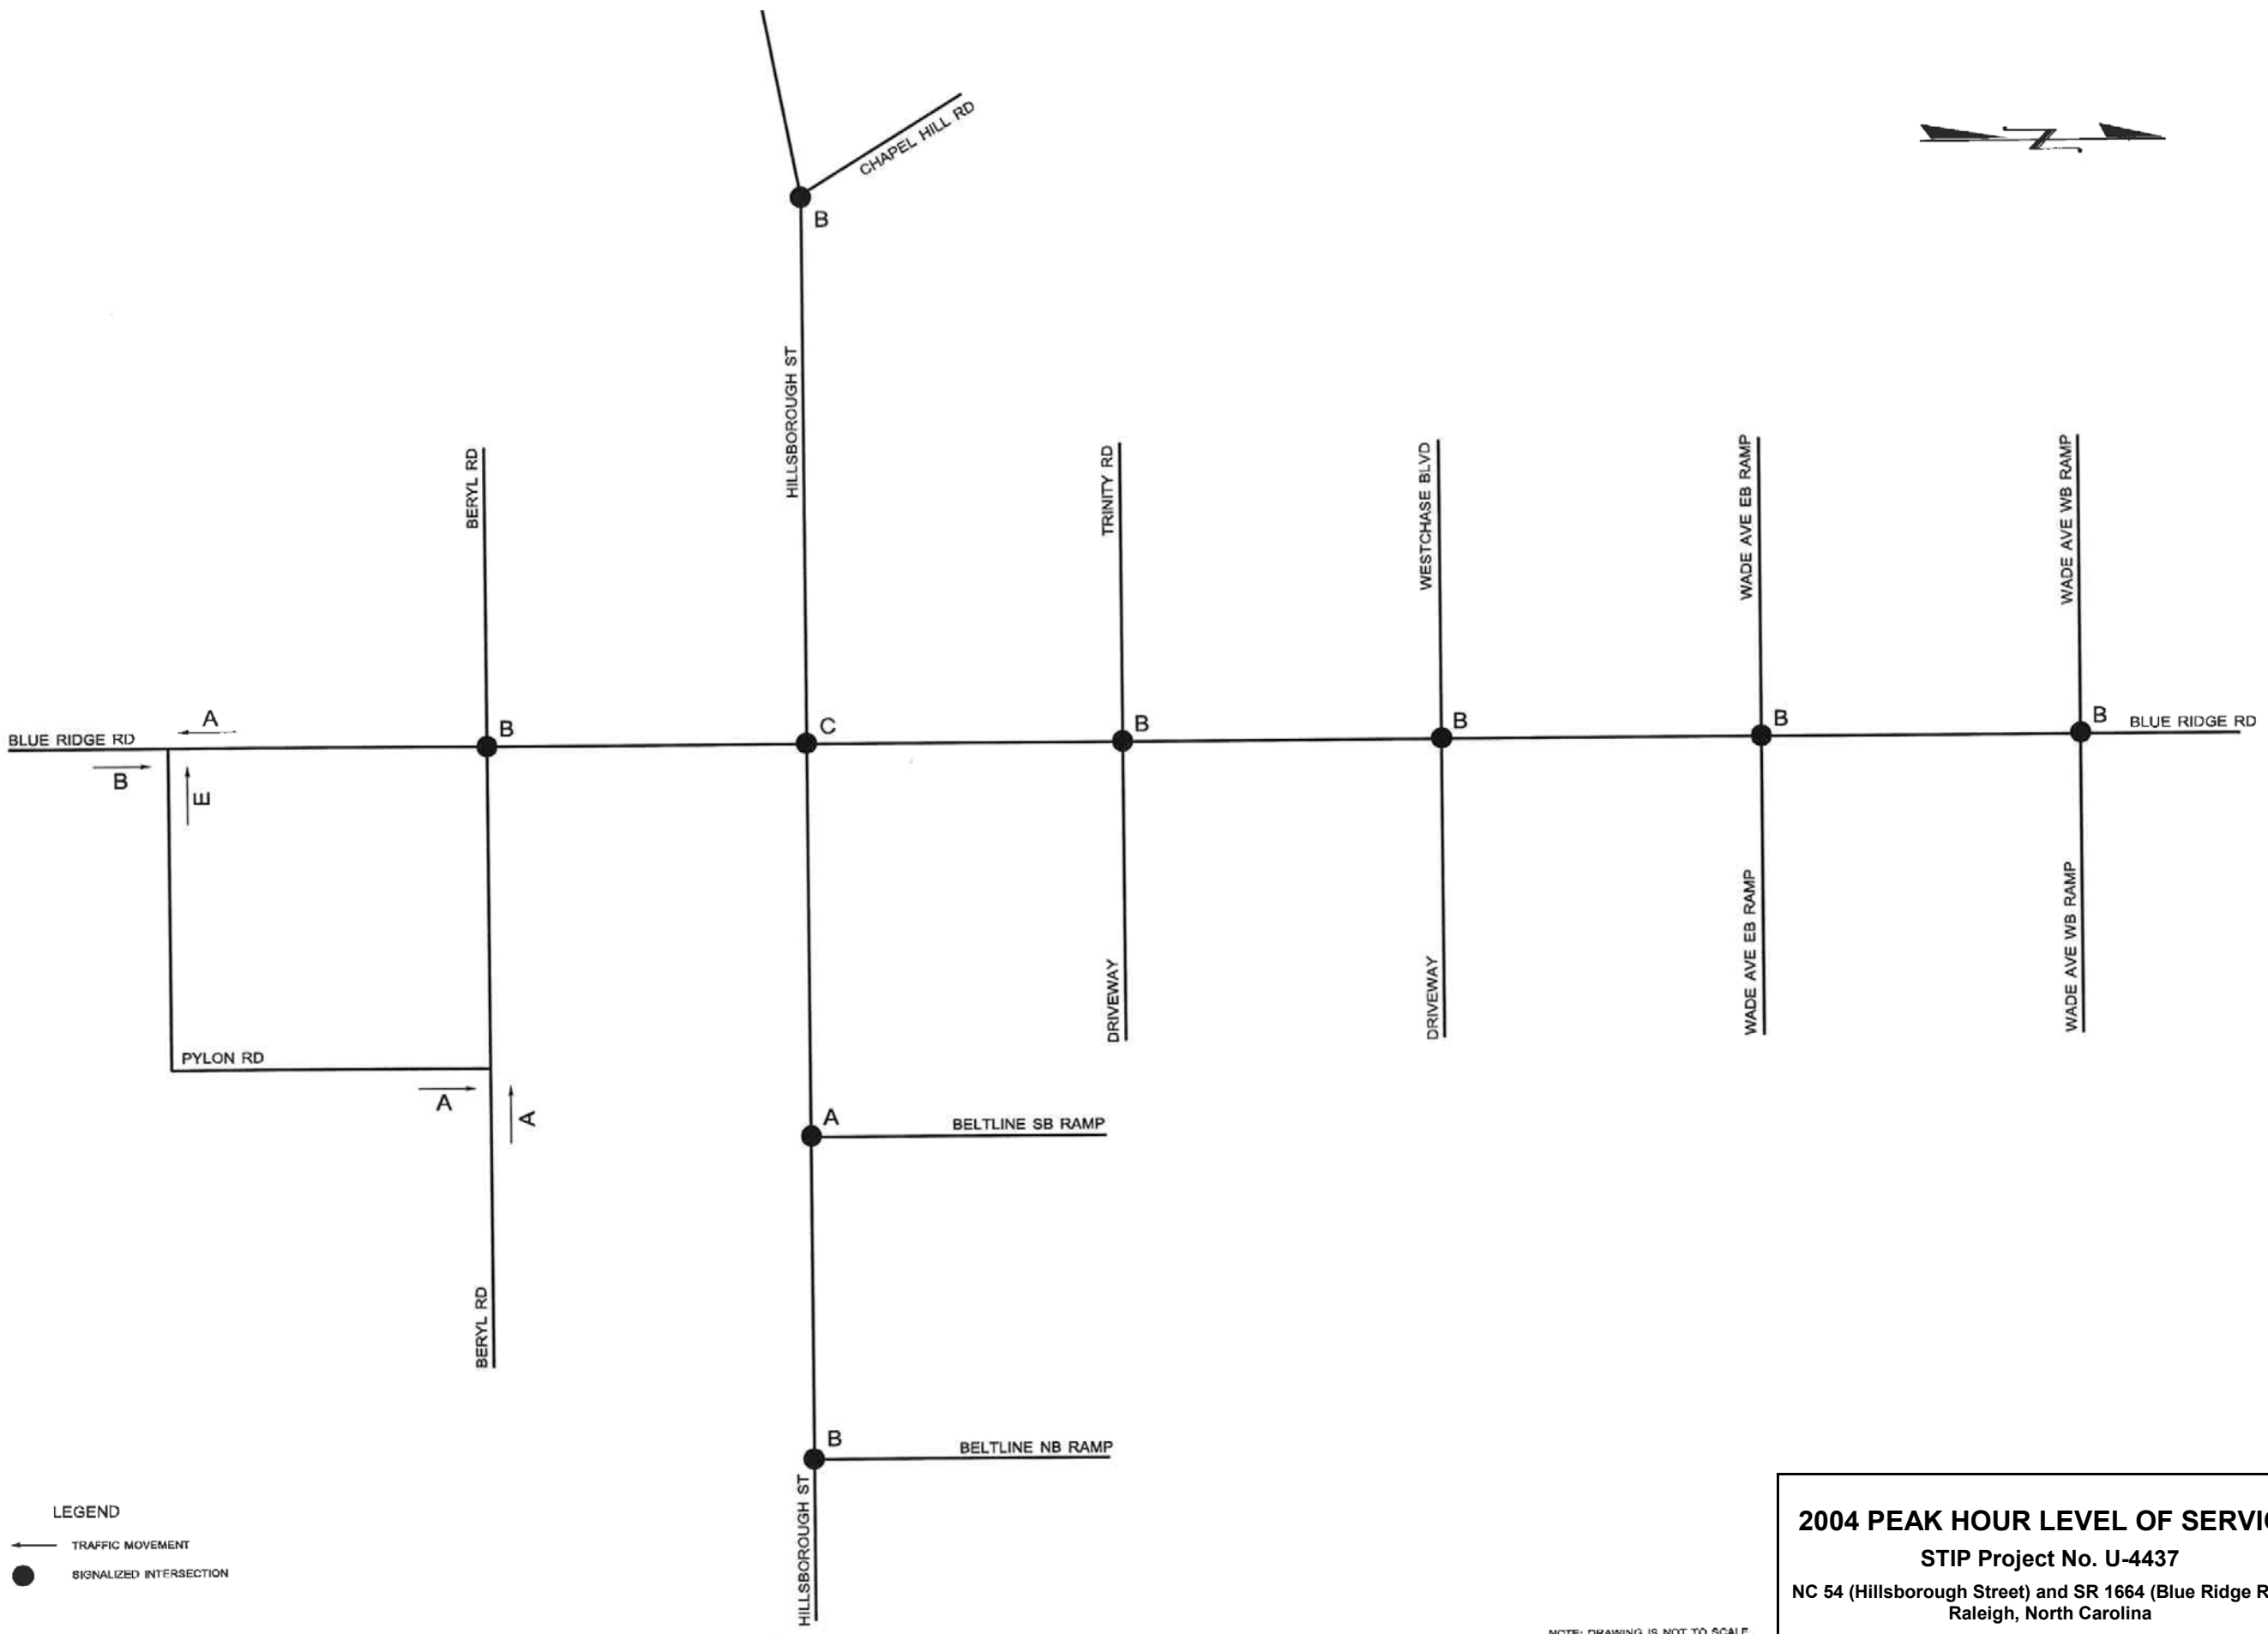 CHAPEL HILL RD
B
Z
HILLSBOROUGH ST
BERYL RD
TRINITY RD
WESTCHASE BLVD
WADE AVE EB RAMP
WADE AVE WB RAMP
BLUE RIDGE RD
A
B
E
B
C
B
B
B
B
BLUE RIDGE RD
PYLON RD
A
A
DRIVEWAY
DRIVEWAY
WADE AVE EB RAMP
WADE AVE WB RAMP
A
BELTLINE SB RAMP
BERYL RD
B
BELTLINE NB RAMP
HILLSBOROUGH ST
LEGEND
TRAFFIC MOVEMENT
SIGNALIZED INTERSECTION
NOTE: DRAWING IS NOT TO SCALE
2004 PEAK HOUR LEVEL OF SERVIC
STIP Project No. U-4437
NC 54 (Hillsborough Street) and SR 1664 (Blue Ridge R
Raleigh, North Carolina